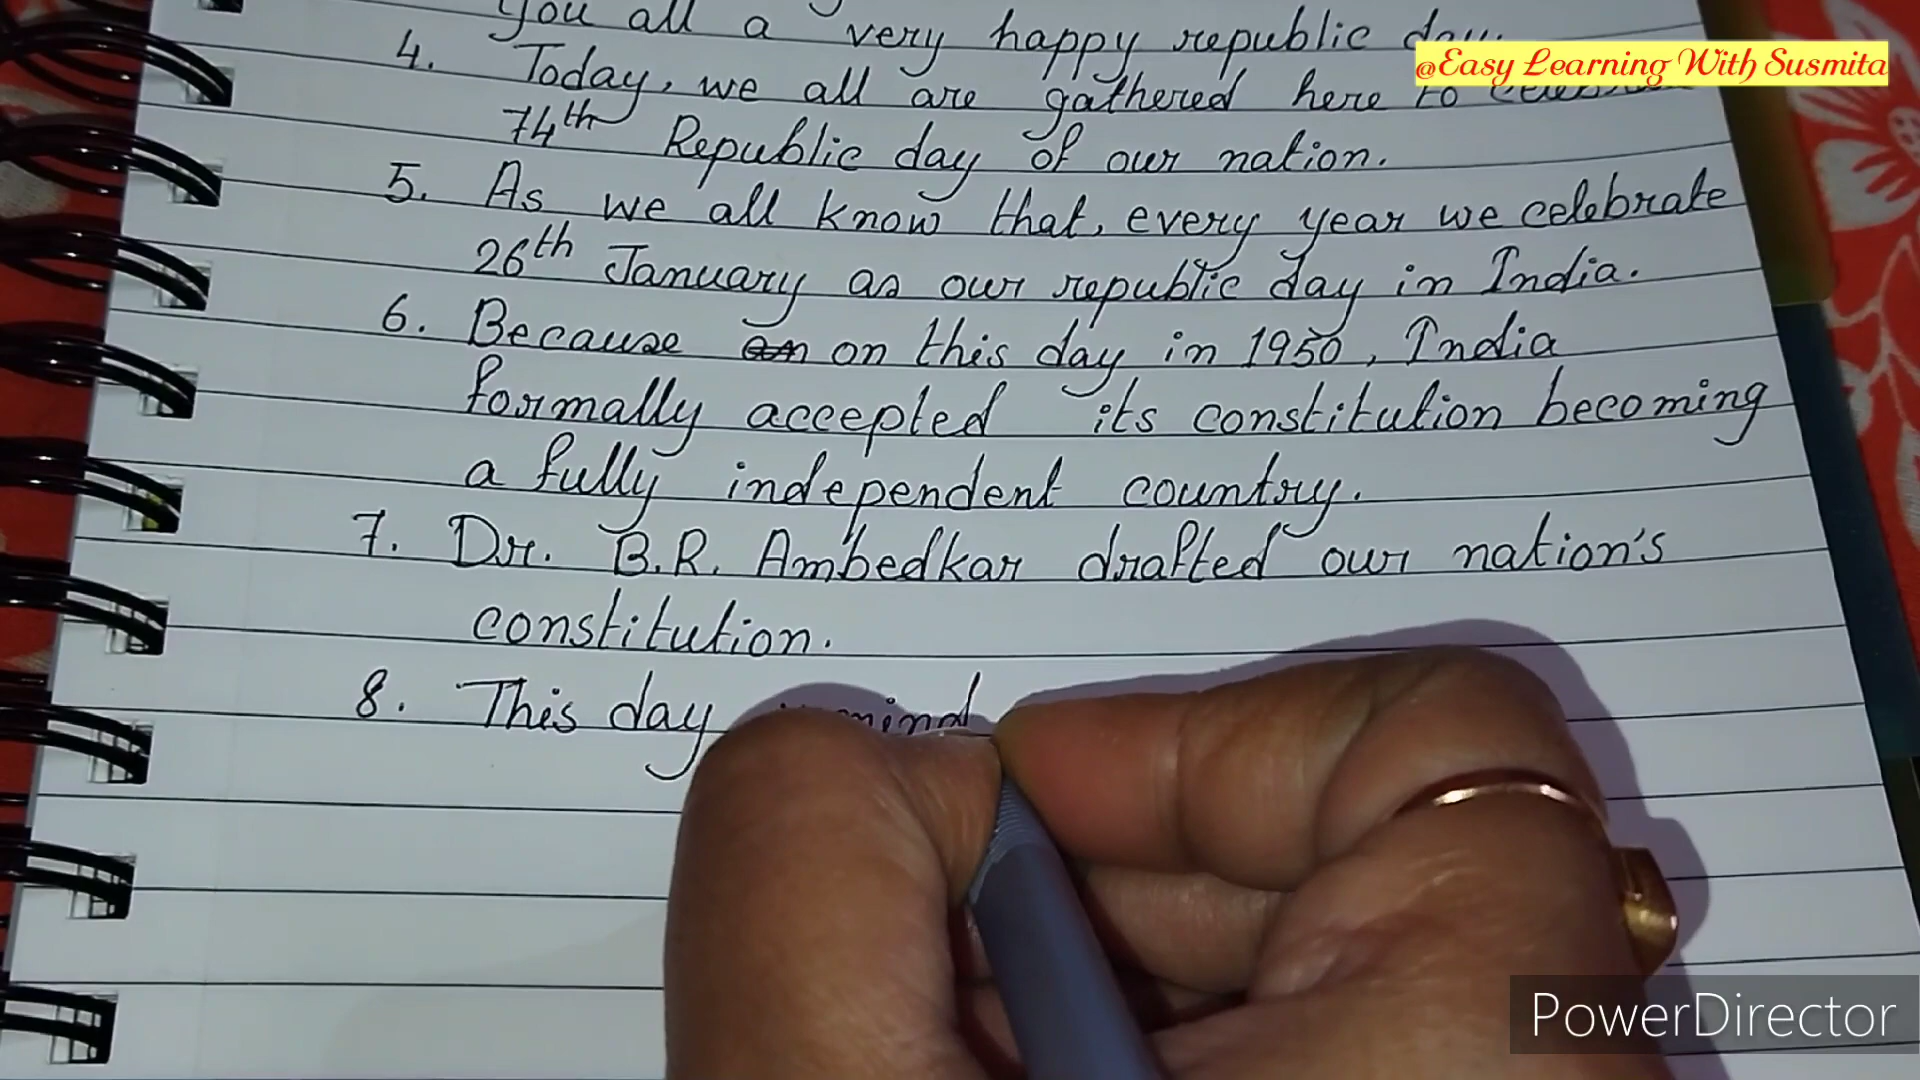 you all a very happy republic day.
@Easy Learning With Susmita
4. Today, we all are gathered here to celebrate
74th Republic day of our nation.
5. As we all know that, every year we celebrate
26th January as our republic day in India.
6. Because on on this day in 1950, India
formally accepted its constitution becoming
a fully independent country.
7. Dr. B.R. Ambedkar drafted our nation's
constitution.
8. This day remind
PowerDirector